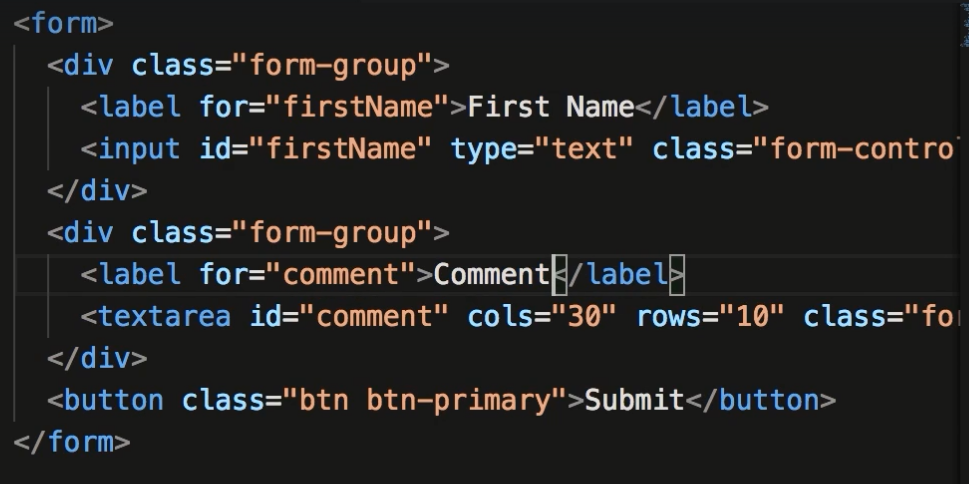 <form>
<div class="form-group">
<label for="firstName">First Name</label>
<input id="firstName" type="text" class="form-contro
</div>
<div class="form-group">
<label for="comment">Comment</label>
<textarea id="comment" cols="30" rows="10" class="fo
</div>
<button class="btn btn-primary">Submit</button>
</form>